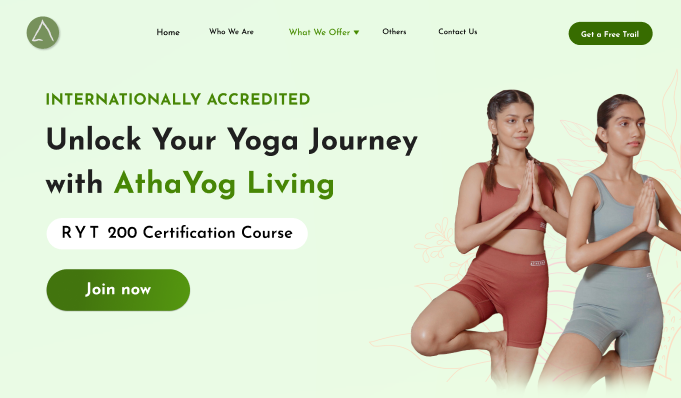 Home
Who We Are
What We Offer
Others
Contact Us
Get a Free Trail
INTERNATIONALLY ACCREDITED
Unlock Your Yoga Journey
with AthaYog Living
RYT 200 Certification Course
Join now